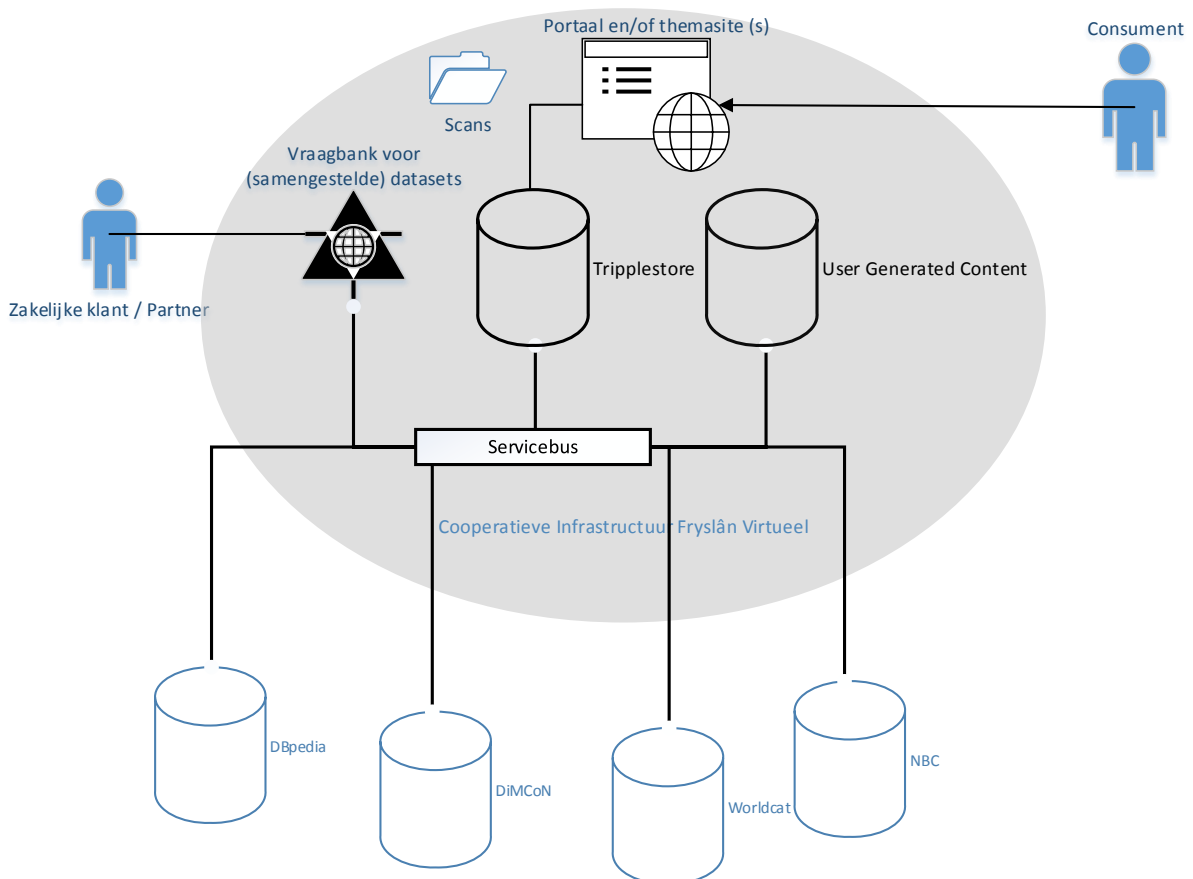 Portaal en/of themasite (s)
Consument
Scans
Vraagbank voor
(samengestelde) datasets
Tripplestore
User Generated Content
Zakelijke klant / Partner
Servicebus
Cooperatieve Infrastructuur Fryslân Virtueel
DBpedia
NBC
DiMCoN
Worldcat